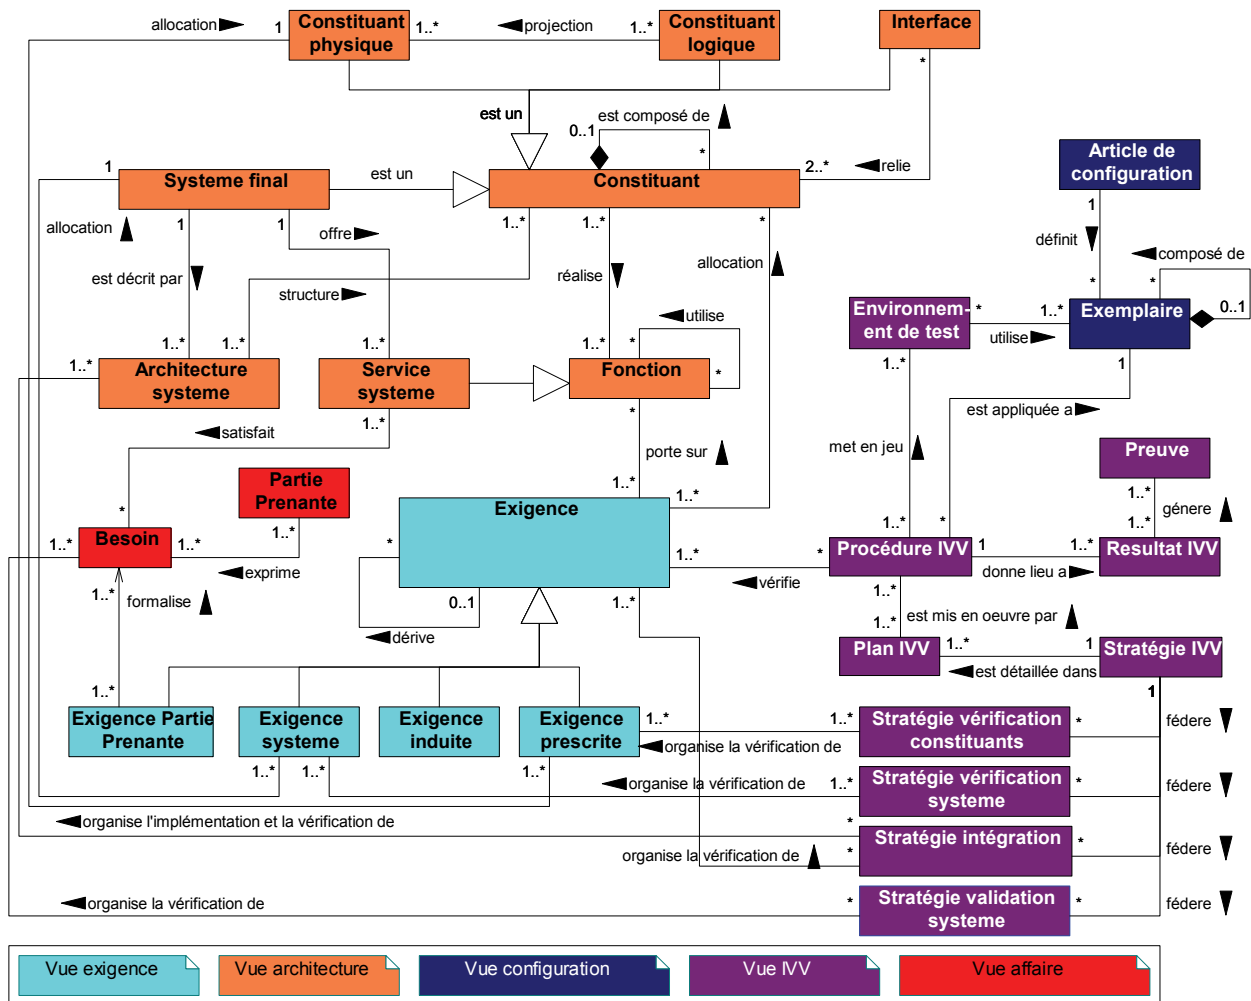 allocation
1
Constituant
physique
1..*
projection
1..*
Constituant
logique
Interface
*
est un
0..1
est composé de
*
2..*
relie
Article de
configuration
1
Systeme final
est un
Constituant
1
allocation
1
1
offre
1..*
1..*
*
est décrit par
structure
réalise
allocation
définit
*
composé de
*
0..1
Environnem-
ent de test
*
1..*
utilise
Exemplaire
1..*
1..*
1..*
1..*
*
utilise
*
1..*
Architecture
systeme
Service
systeme
Fonction
1..*
1
1..*
satisfait
*
porte sur
est appliquée a
met en jeu
Preuve
1..*
génere
1..*
Partie
Prenante
1..*
1..*
1..*
Exigence
*
1..*
*
Besoin
1..*
1..*
exprime
*
1..*
vérifie
*
Procédure IVV
1
1..*
donne lieu a
Resultat IVV
1..*
formalise
0..1
dérive
1..*
1..*
est mis en oeuvre par
1..*
Plan IVV
1..*
1
est détaillée dans
Stratégie IVV
1
1..*
Exigence Partie
Prenante
Exigence
systeme
Exigence
induite
Exigence
prescrite
1..*
1..*
organise la vérification de
Stratégie vérification
constituants
*
fédere
1..*
1..*
1..*
organise la vérification de
1..*
Stratégie vérification
systeme
*
fédere
organise l'implémentation et la vérification de
*
organise la vérification de
*
Stratégie intégration
*
fédere
organise la vérification de
*
Stratégie validation
systeme
*
fédere
Vue exigence
Vue architecture
Vue configuration
Vue IVV
Vue affaire